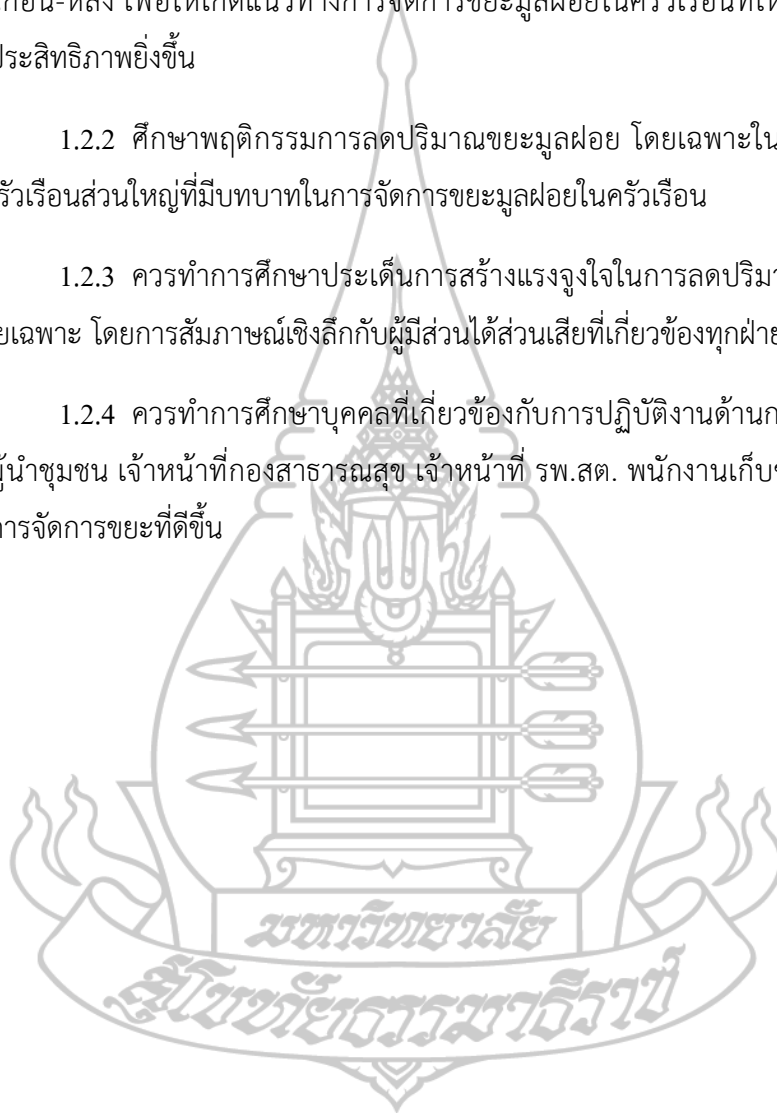 ก่อน-หลัง เพื่อให้เกิดแนวทางการจัดการขยะมูลฝอยในครัวเรือนที่
ประสิทธิภาพยิ่งขึ้น
1.2.2 ศึกษาพฤติกรรมการลดปริมาณขยะมูลฝอย โดยเฉพาะใน
รัวเรือนส่วนใหญ่ที่มีบทบาทในการจัดการขยะมูลฝอยในครัวเรือน
1.2.3 ควรทำการศึกษาประเด็นการสร้างแรงจูงใจในการลดปริมา
ยเฉพาะ โดยการสัมภาษณ์เชิงลึกกับผู้มีส่วนได้ส่วนเสียที่เกี่ยวข้องทุกฝ่าย
1.2.4 ควรทำการศึกษาบุคคลที่เกี่ยวข้องกับการปฏิบัติงานด้านก
ผู้นำชุมชน เจ้าหน้าที่กองสาธารณสุข เจ้าหน้าที่ รพ.สต. พนักงานเก็บ
การจัดการขยะที่ดีขึ้น
มหาวิทยาลัย
สุโขทัยธรรมาธิราช